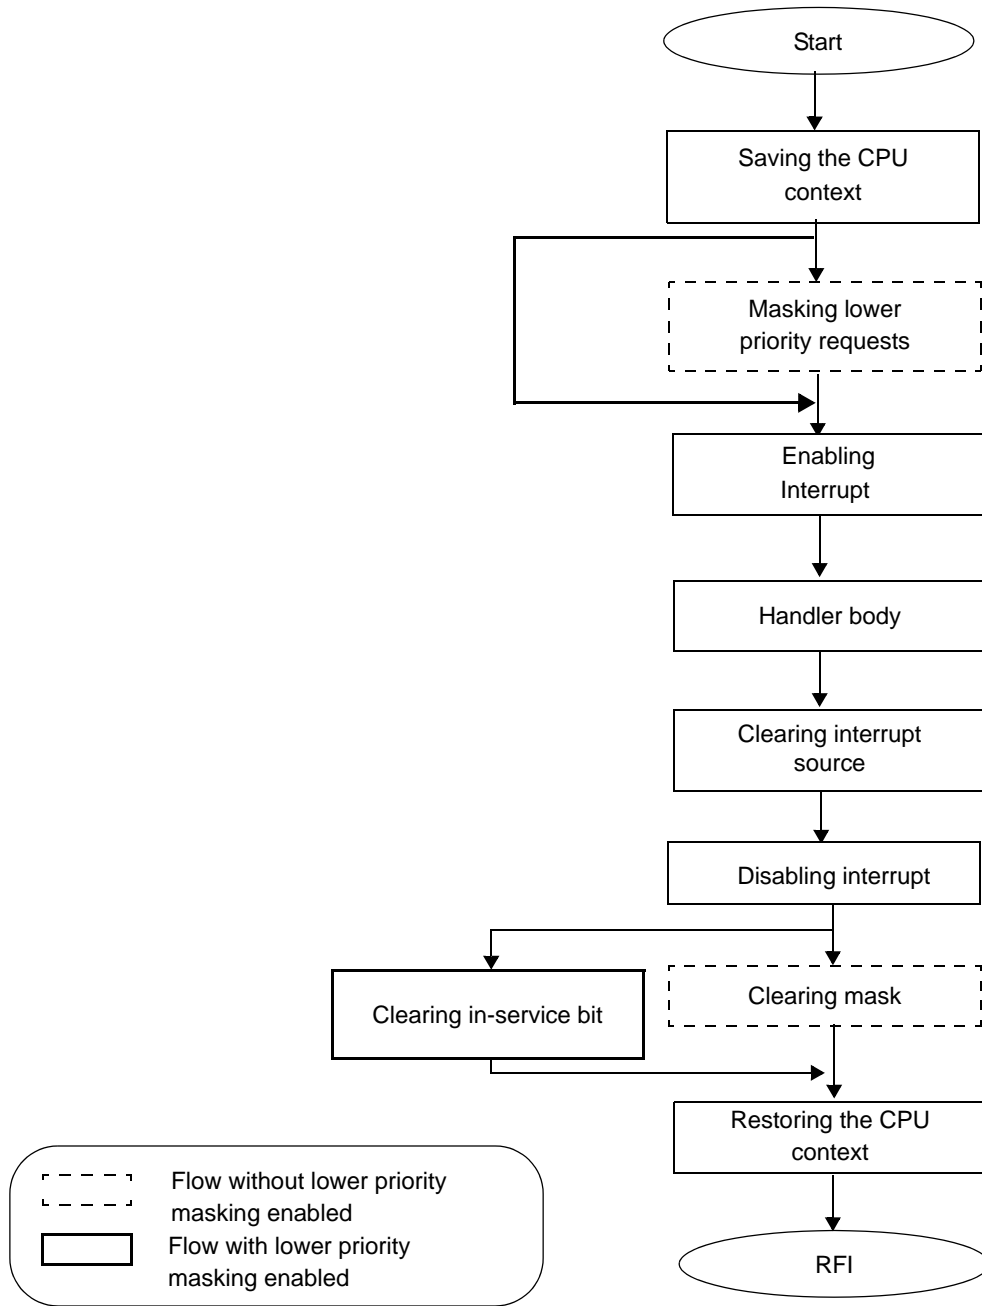 Start
Saving the CPU
context
Masking lower
priority requests
Enabling
Interrupt
Handler body
Clearing interrupt
source
Disabling interrupt
Clearing in-service bit
Clearing mask
Restoring the CPU
context
RFI
Flow without lower priority
masking enabled
Flow with lower priority
masking enabled